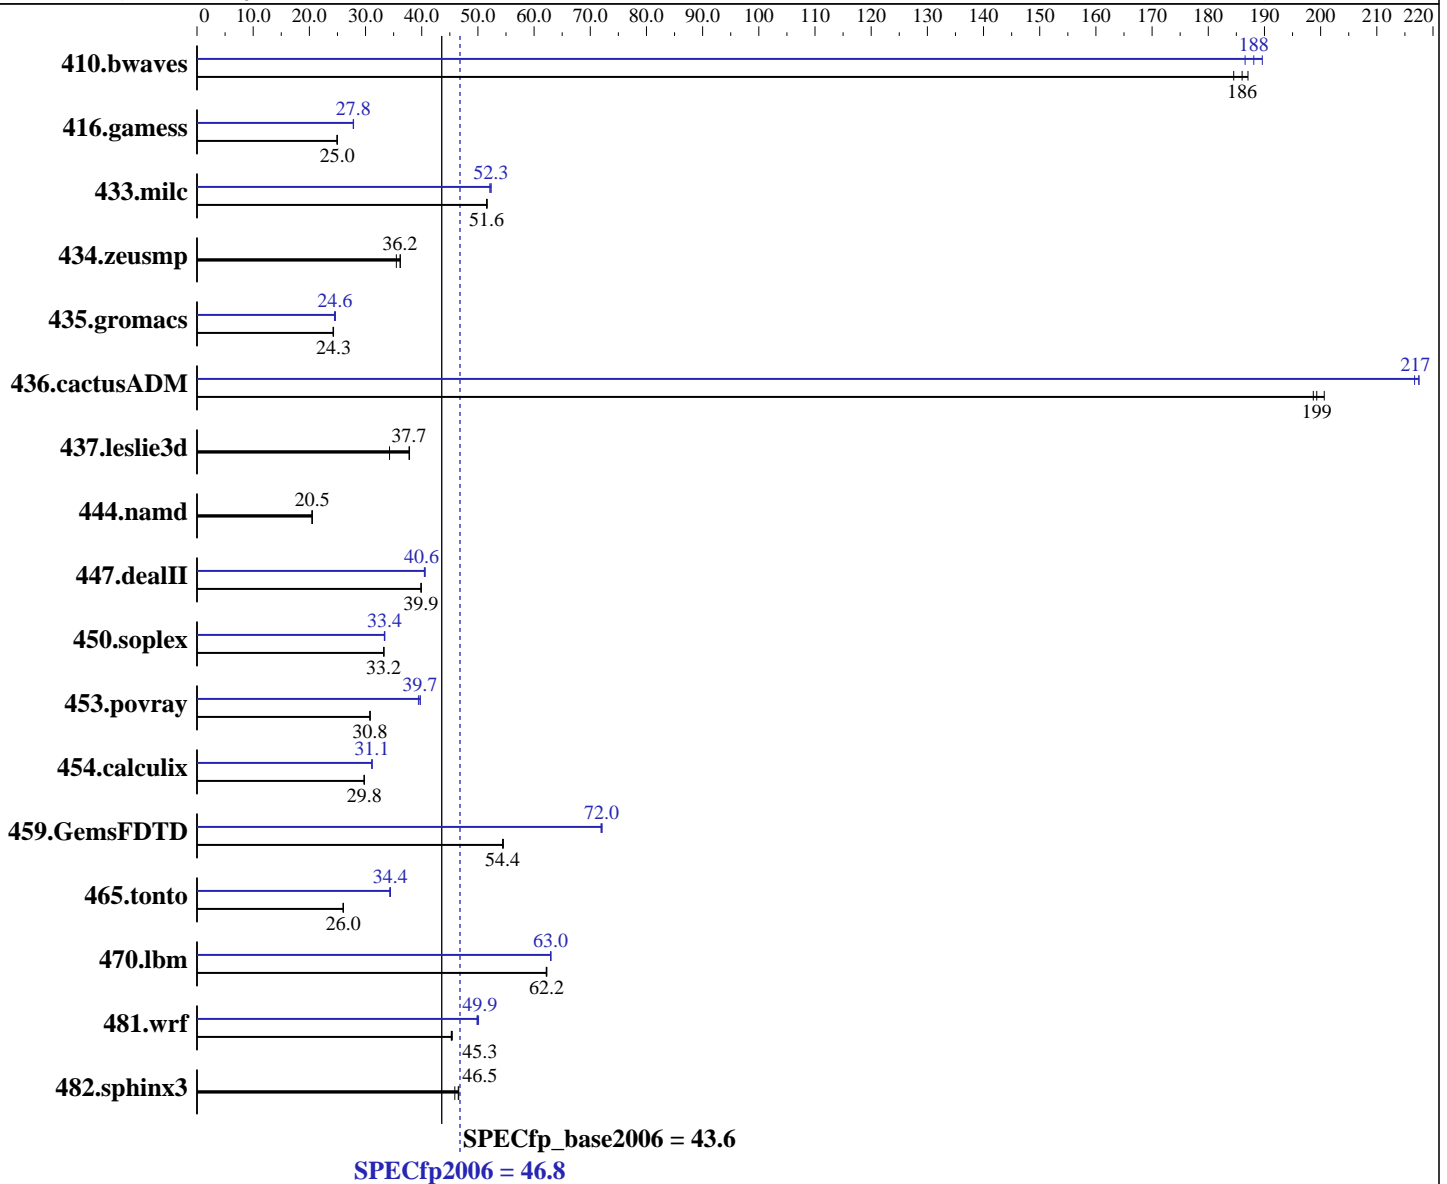 0 10.0 20.0 30.0 40.0 50.0 60.0 70.0 80.0 90.0 100 110 120 130 140 150 160 170 180 190 200 210 220
188
410.bwaves
186
27.8
416.gamess
25.0
52.3
433.milc
51.6
36.2
434.zeusmp
24.6
435.gromacs
24.3
217
436.cactusADM
199
37.7
437.leslie3d
20.5
444.namd
40.6
447.dealII
39.9
33.4
450.soplex
33.2
39.7
453.povray
30.8
31.1
454.calculix
29.8
72.0
459.GemsFDTD
54.4
34.4
465.tonto
26.0
63.0
470.lbm
62.2
49.9
481.wrf
45.3
46.5
482.sphinx3
SPECfp_base2006 = 43.6
SPECfp2006 = 46.8